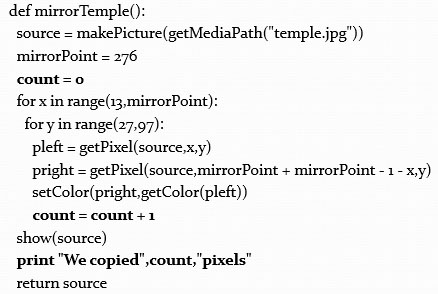 def mirrorTemple():
source = makePicture(getMediaPath("temple.jpg"))
mirrorPoint = 276
count = 0
for x in range(13,mirrorPoint):
for y in range(27,97):
pleft = getPixel(source,x,y)
pright = getPixel(source,mirrorPoint + mirrorPoint - 1 - x,y)
setColor(pright,getColor(pleft))
count = count + 1
show(source)
print "We copied",count,"pixels"
return source